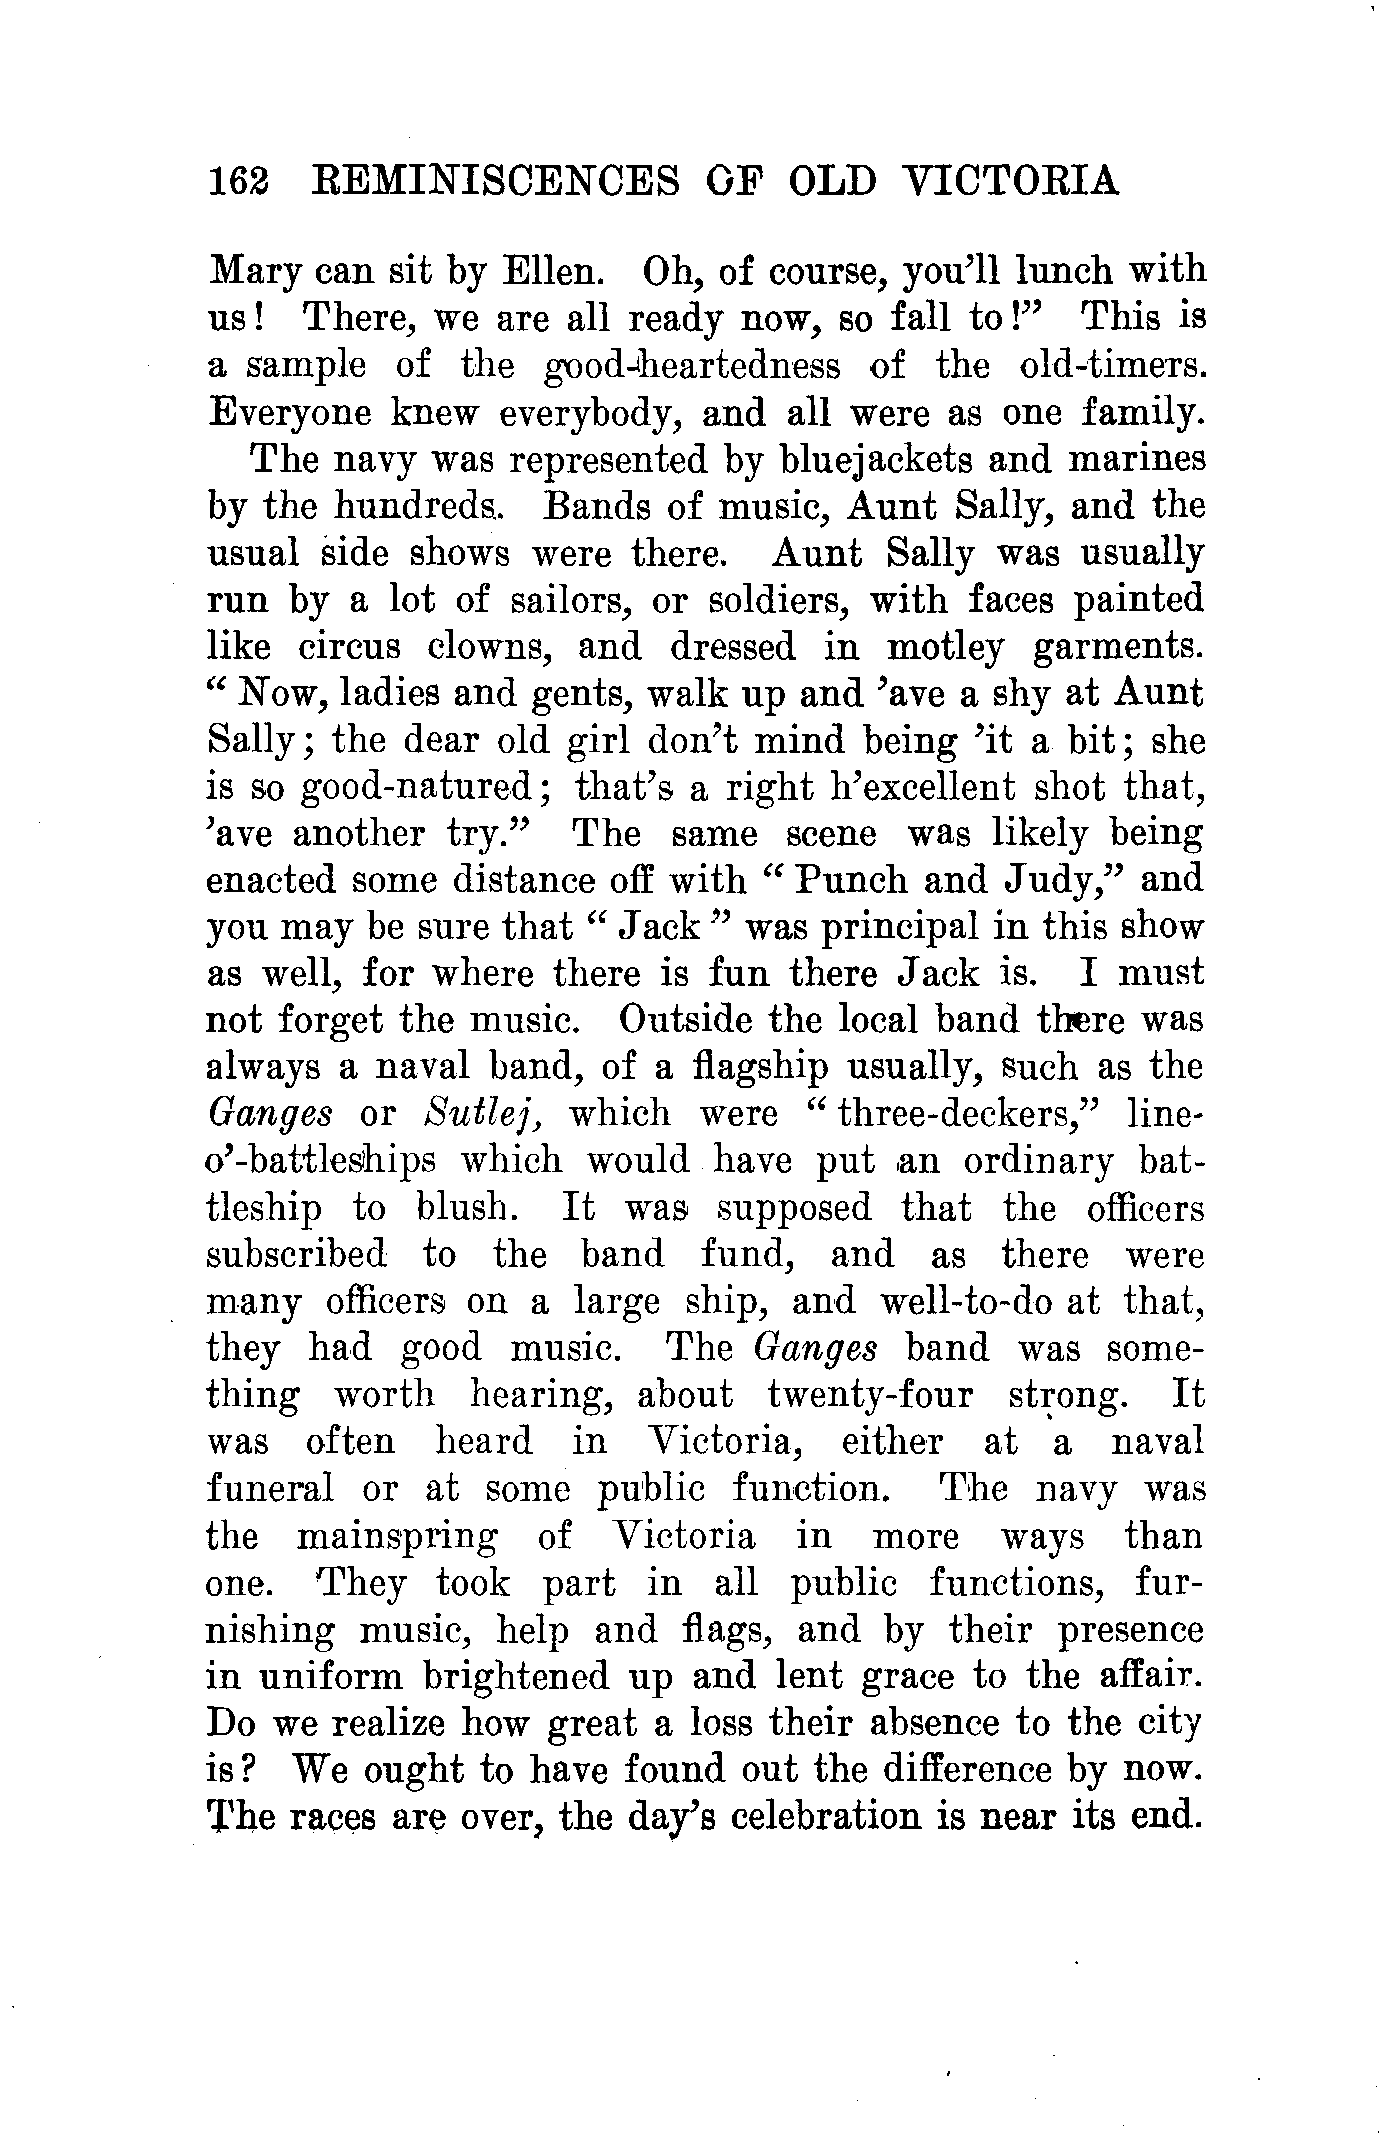 162 REMINISCENCES OF OLD VICTORIA
Mary can sit by Ellen. Oh, of course, you'll lunch with
us! There, we are all ready now, so fall to!" This is
a sample of the good-heartedness of the old-timers.
Everyone knew everybody, and all were as one family.
The navy was represented by bluejackets and marines
by the hundreds. Bands of music, Aunt Sally, and the
usual side shows were there. Aunt Sally was usually
run by a lot of sailors, or soldiers, with faces painted
like circus clowns, and dressed in motley garments.
" Now, ladies and gents, walk up and 'ave a shy at Aunt
Sally; the dear old girl don't mind being 'it a bit; she
is so good-natured; that's a right h'excellent shot that,
'ave another try." The same scene was likely being
enacted some distance off with " Punch and Judy," and
you may be sure that " Jack " was principal in this show
as well, for where there is fun there Jack is. I must
not forget the music. Outside the local band there was
always a naval band, of a flagship usually, such as the
Ganges or Sutlej, which were " three-deckers," line-
o'-battleships which would have put an ordinary bat-
tleship to blush. It was supposed that the officers
subscribed to the band fund, and as there were
many officers on a large ship, and well-to-do at that,
they had good music. The Ganges band was some-
thing worth hearing, about twenty-four strong. It
was often heard in Victoria, either at a naval
funeral or at some public function. The navy was
the mainspring of Victoria in more ways than
one. They took part in all public functions, fur-
nishing music, help and flags, and by their presence
in uniform brightened up and lent grace to the affair.
Do we realize how great a loss their absence to the city
is? We ought to have found out the difference by now.
The races are over, the day's celebration is near its end.